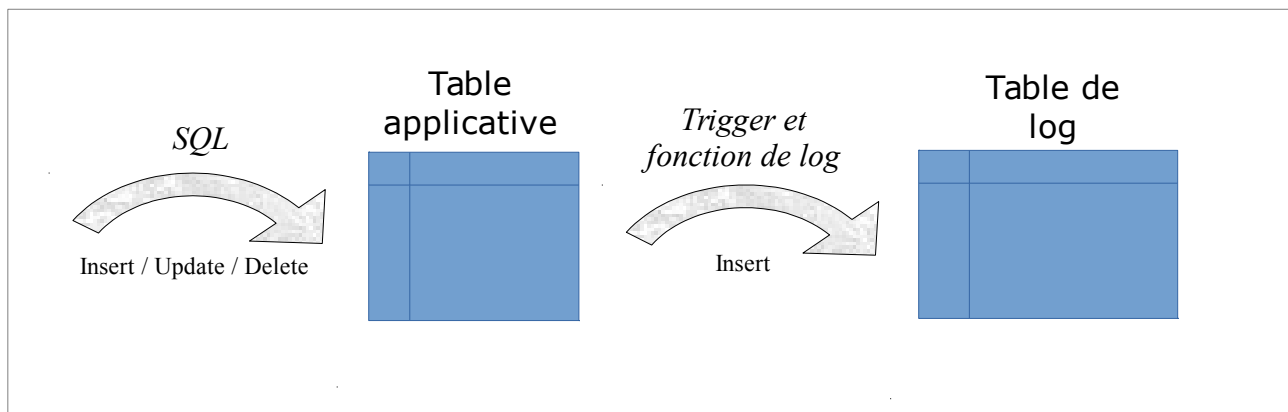 SQL
Insert / Update / Delete
Table
applicative
Trigger et
fonction de log
Insert
Table de
log